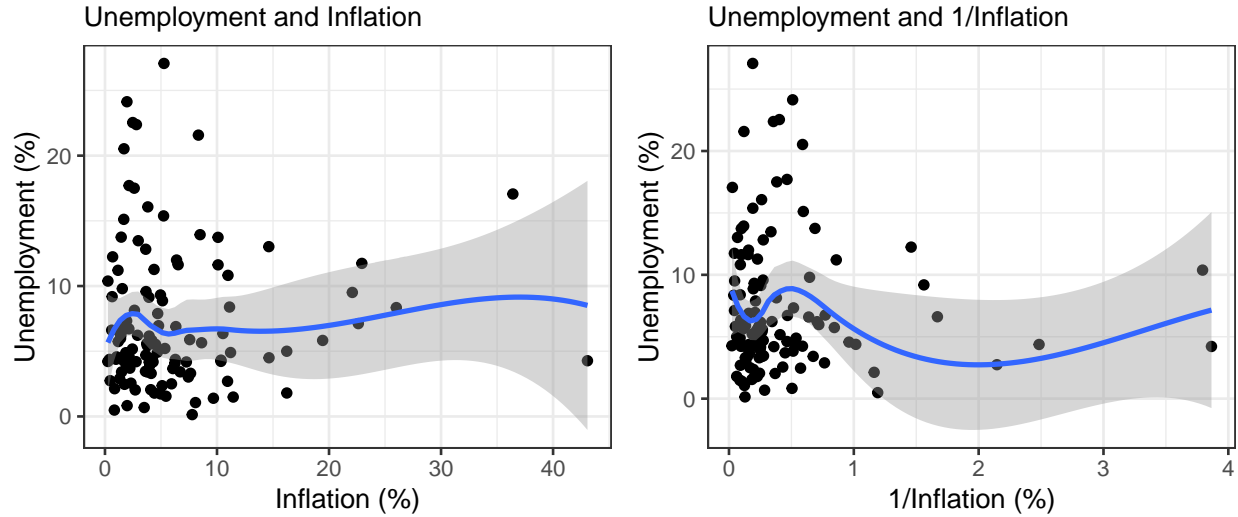 Unemployment and Inflation
Unemployment (%)
20
10
0
0 10 20 30 40
Inflation (%)
Unemployment and 1/Inflation
Unemployment (%)
20
10
0
0 1 2 3 4
1/Inflation (%)